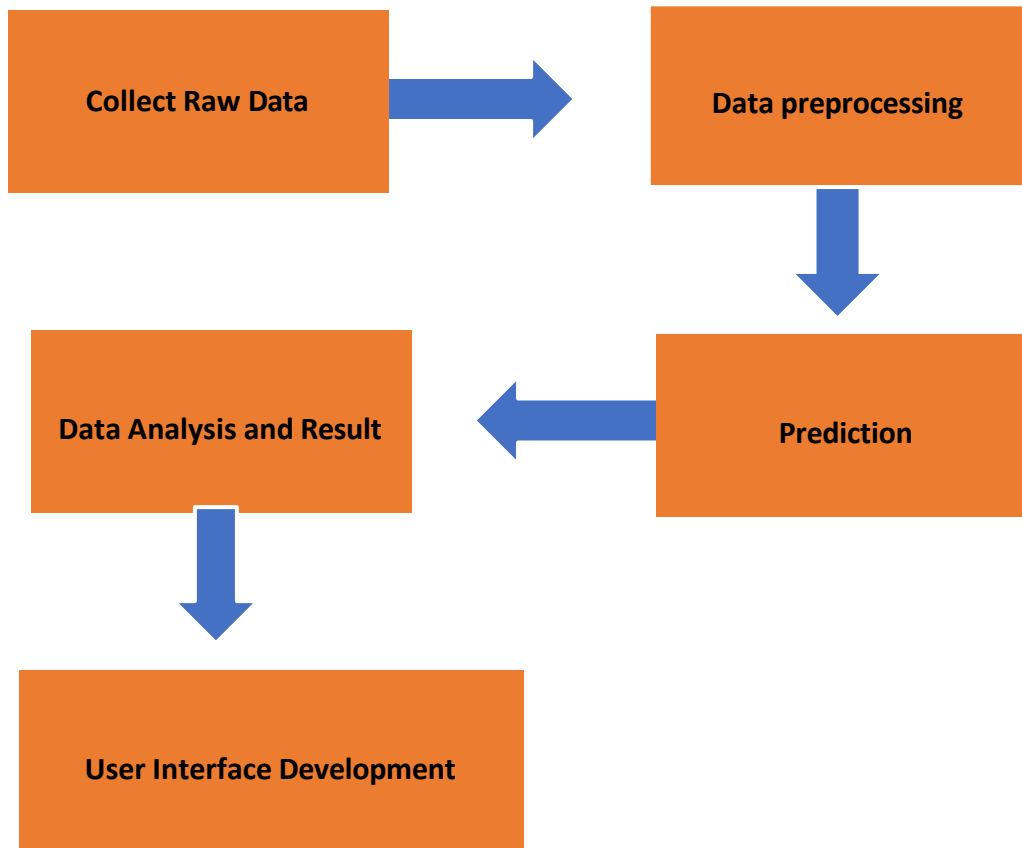 Collect Raw Data
Data preprocessing
Prediction
Data Analysis and Result
User Interface Development